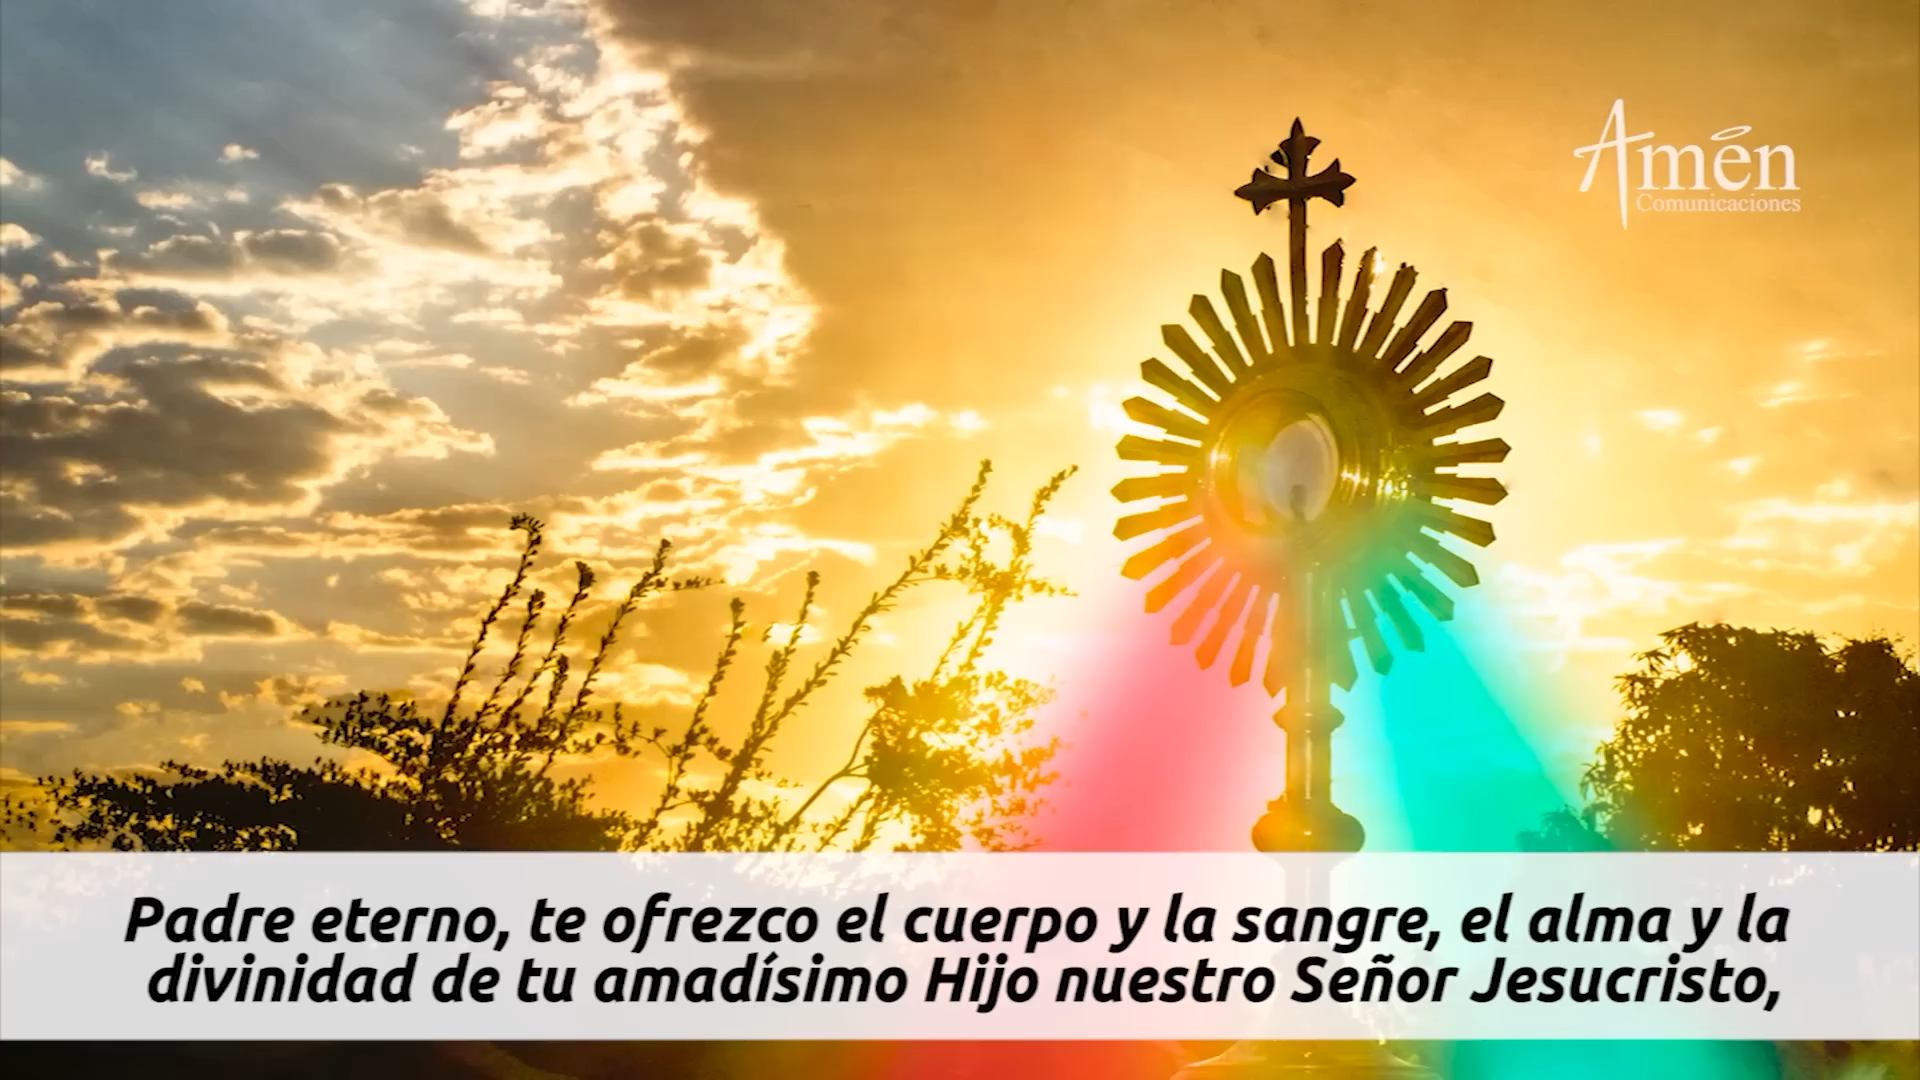 Amén
Comunicaciones
Padre eterno, te ofrezco el cuerpo y la sangre, el alma y la
divinidad de tu amadísimo Hijo nuestro Señor Jesucristo,